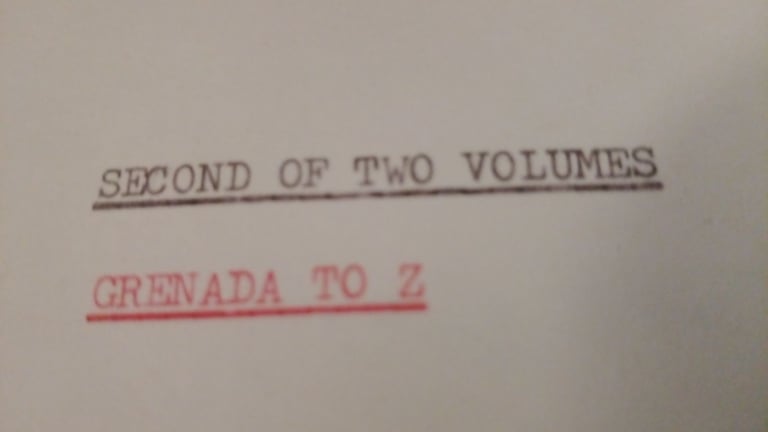 SECOND OF TWO VOLUMES
GRENADA TO Z